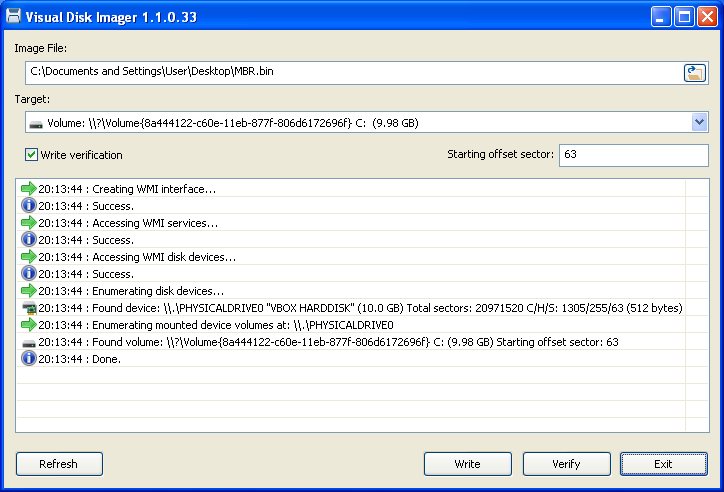 Visual Disk Imager 1.1.0.33
Image File:
C:\Documents and Settings\User\Desktop\MBR.bin
Target:
Volume: \\?\Volume{8a444122-c60e-11eb-877f-806d6172696f} C: (9.98 GB)
Write verification
Starting offset sector: 63
20:13:44 : Creating WMI interface...
20:13:44 : Success.
20:13:44 : Accessing WMI services...
20:13:44 : Success.
20:13:44 : Accessing WMI disk devices...
20:13:44 : Success.
20:13:44 : Enumerating disk devices...
20:13:44 : Found device: \\.\PHYSICALDRIVE0 "VBOX HARDDISK" (10.0 GB) Total sectors: 20971520 C/H/S: 1305/255/63 (512 bytes)
20:13:44 : Enumerating mounted device volumes at: \\.\PHYSICALDRIVE0
20:13:44 : Found volume: \\?\Volume{8a444122-c60e-11eb-877f-806d6172696f} C: (9.98 GB) Starting offset sector: 63
20:13:44 : Done.
Refresh
Write
Verify
Exit